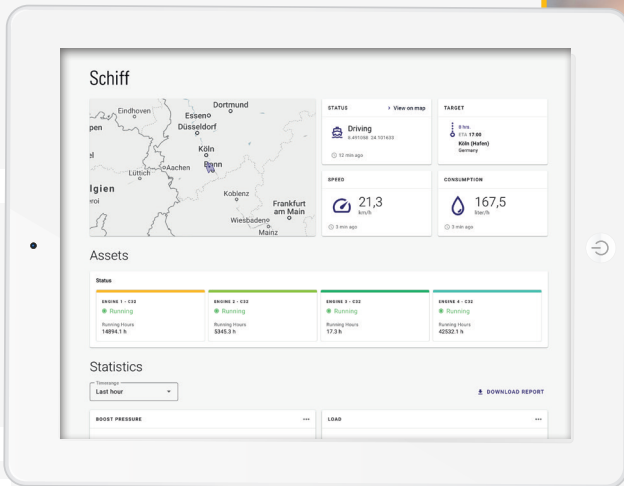 Schiff
Eindhoven
Dortmund
Essen
Düsseldorf
Köln
Aachen
Bonn
Lüttich
lgien
Koblenz
Frankfurt
am Main
Wiesbaden
Mainz
STATUS
> View on map
Driving
12 min ago
TARGET
ETA 17:00
Köln (Hafen)
Germany
SPEED
21,3
km/h
3 min ago
CONSUMPTION
167,5
liter/h
3 min ago
Assets
Status
ENGINE 1 - C32
Running
Running Hours
14894.1 h
ENGINE 2 - C32
Running
Running Hours
5345.3 h
ENGINE 3 - C32
Running
Running Hours
17.3 h
ENGINE 4 - C32
Running
Running Hours
42532.1 h
Statistics
Timerange
Last hour
DOWNLOAD REPORT
BOOST PRESSURE
LOAD